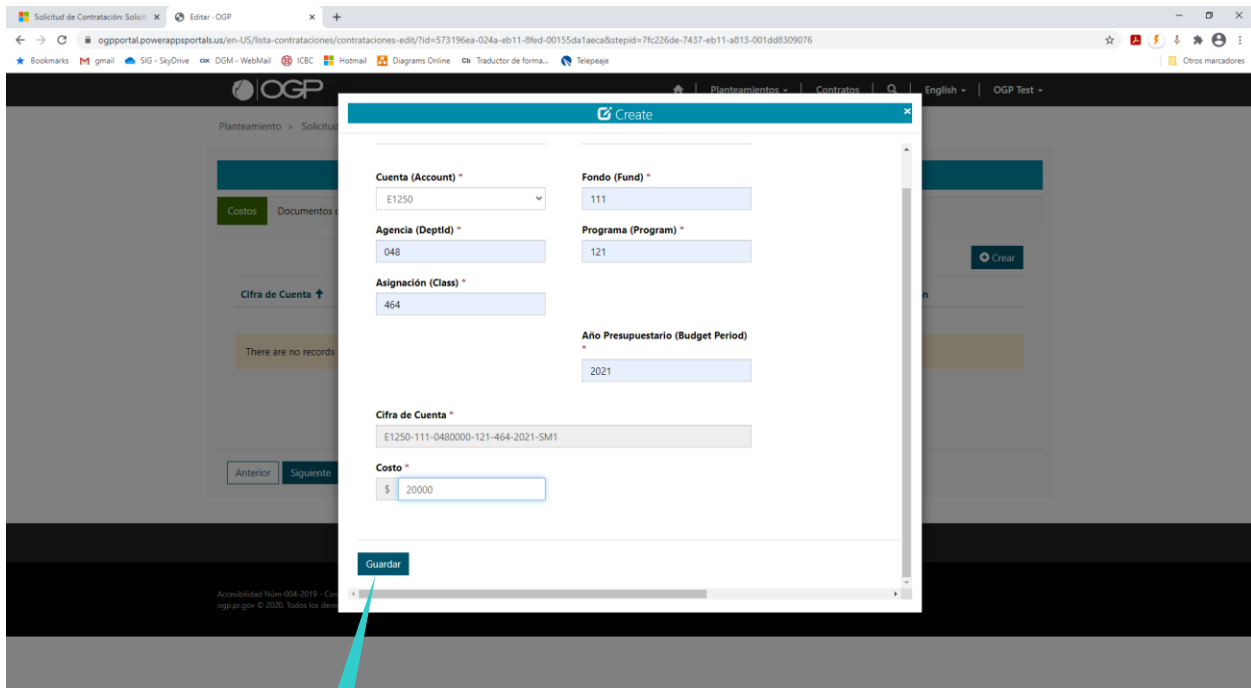 Solicitud de Contratación: Solicit.
Editar · OGP
ogpportal.powerappsportals.us/en-US/lista-contrataciones/contrataciones-edit/?id=573196ea-024a-eb11-8fed-00155da1aeca&stepid=7fc226de-7437-eb11-a813-001dd8309076
Bookmarks gmail SIG - SkyDrive DGM - WebMail ICBC Hotmail Diagrams Online Gb Traductor de forma... Telepeaje Otros marcadores
OGP Planteamientos Contratos English OGP Test
Create
Planteamiento > Solicitud
Cuenta (Account) * Fondo (Fund) *
E1250 111
Costos Documentos
Agencia (DeptId) * Programa (Program) *
048 121
Crear
Asignación (Class) *
Cifra de Cuenta
464
Año Presupuestario (Budget Period)
*
There are no records
2021
Cifra de Cuenta *
E1250-111-0480000-121-464-2021-SM1
Costo *
Anterior Siguiente
$ 20000
Guardar
Accesibilidad Núm-004-2019 - Con
ogp.pr.gov © 2020. Todos los dere